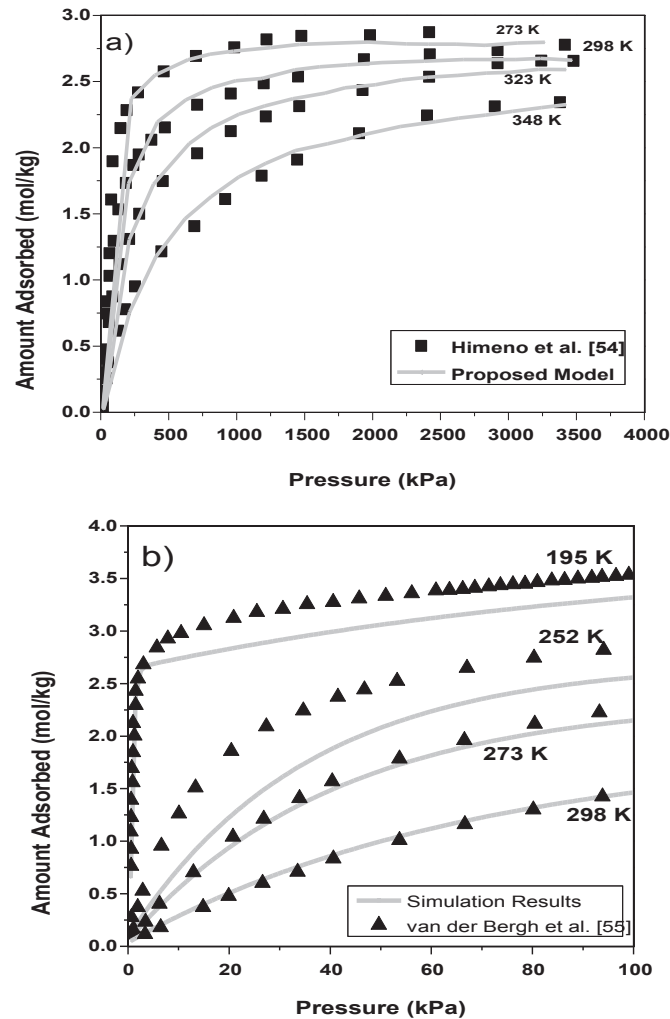 a)
3.0
2.5
2.0
1.5
1.0
0.5
0.0
Amount Adsorbed (mol/kg)
273 K
298 K
323 K
348 K
Himeno et al. [54]
Proposed Model
0 500 1000 1500 2000 2500 3000 3500 4000
Pressure (kPa)
b)
4.0
3.5
3.0
2.5
2.0
1.5
1.0
0.5
0.0
Amount Adsorbed (mol/kg)
195 K
252 K
273 K
298 K
Simulation Results
van der Bergh et al. [55]
0 20 40 60 80 100
Pressure (kPa)